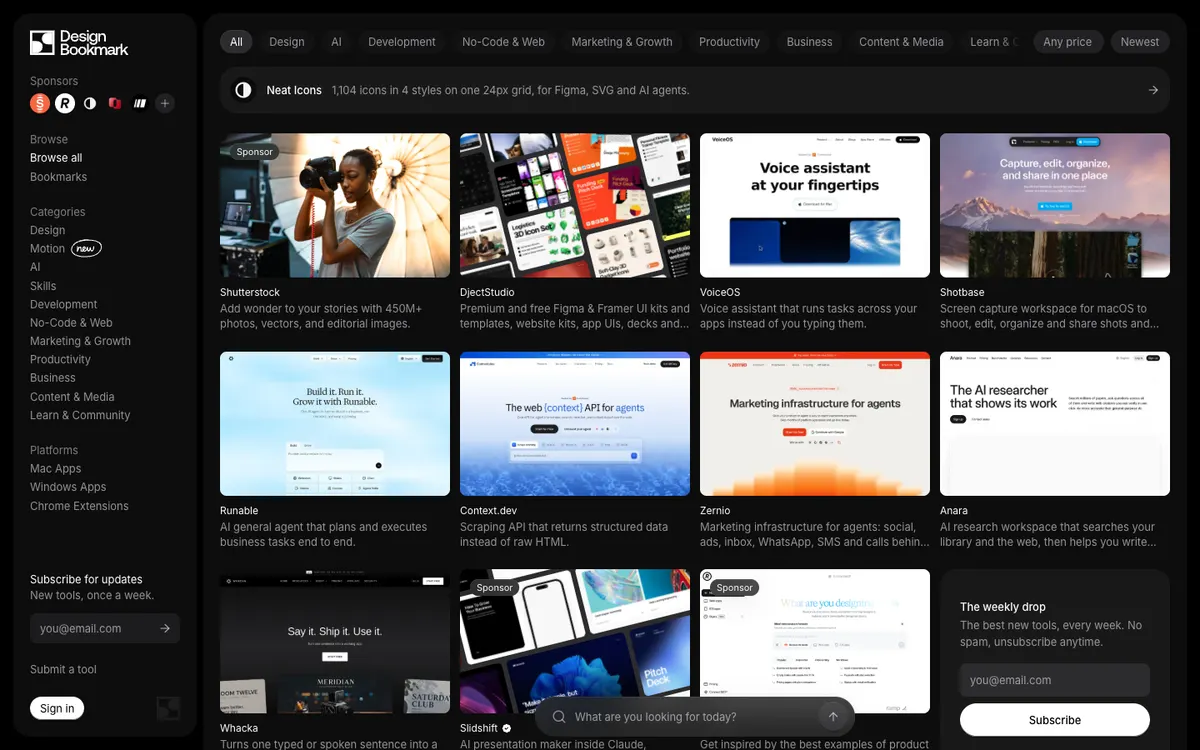 Design
Bookmark
Sponsors
Browse
Browse all
Bookmarks
Categories
Design
Motion new
AI
Skills
Development
No-Code & Web
Marketing & Growth
Productivity
Business
Content & Media
Learn & Community
Platforms
Mac Apps
Windows Apps
Chrome Extensions
Subscribe for updates
New tools, once a week.
you@email.com
Submit a tool
Sign in
All Design AI Development No-Code & Web Marketing & Growth Productivity Business Content & Media Learn & Any price Newest
Neat Icons 1,104 icons in 4 styles on one 24px grid, for Figma, SVG and AI agents.
Sponsor
Shutterstock
Add wonder to your stories with 450M+
photos, vectors, and editorial images.
Logistics
3D Icon Set
DjectStudio
Premium and free Figma & Framer UI kits and
templates, website kits, app UIs, decks and...
VoiceOS
Voice assistant
at your fingertips
VoiceOS
Voice assistant that runs tasks across your
apps instead of you typing them.
Capture, edit, organize,
and share in one place
Shotbase
Screen capture workspace for macOS to
shoot, edit, organize and share shots and...
Build it. Run it.
Grow it with Runable.
Runable
AI general agent that plans and executes
business tasks end to end.
The web {context} API for agents
Context.dev
Scraping API that returns structured data
instead of raw HTML.
Zernio
Marketing infrastructure for agents
Zernio
Marketing infrastructure for agents: social,
ads, inbox, WhatsApp, SMS and calls behin...
Anara
The AI researcher
that shows its work
Anara
AI research workspace that searches your
library and the web, then helps you write...
Say it. Ship it. Use it.
MERIDIAN
OOM TWELVE
SATURDA
CLUB
Whacka
Turns one typed or spoken sentence into a
Sponsor
Pitch
Deck
Slidshift
AI presentation maker inside Claude,
Sponsor
What are you designing
Get inspired by the best examples of product
The weekly drop
The best new tools, every week. No
spam, unsubscribe anytime.
you@email.com
Subscribe
What are you looking for today?